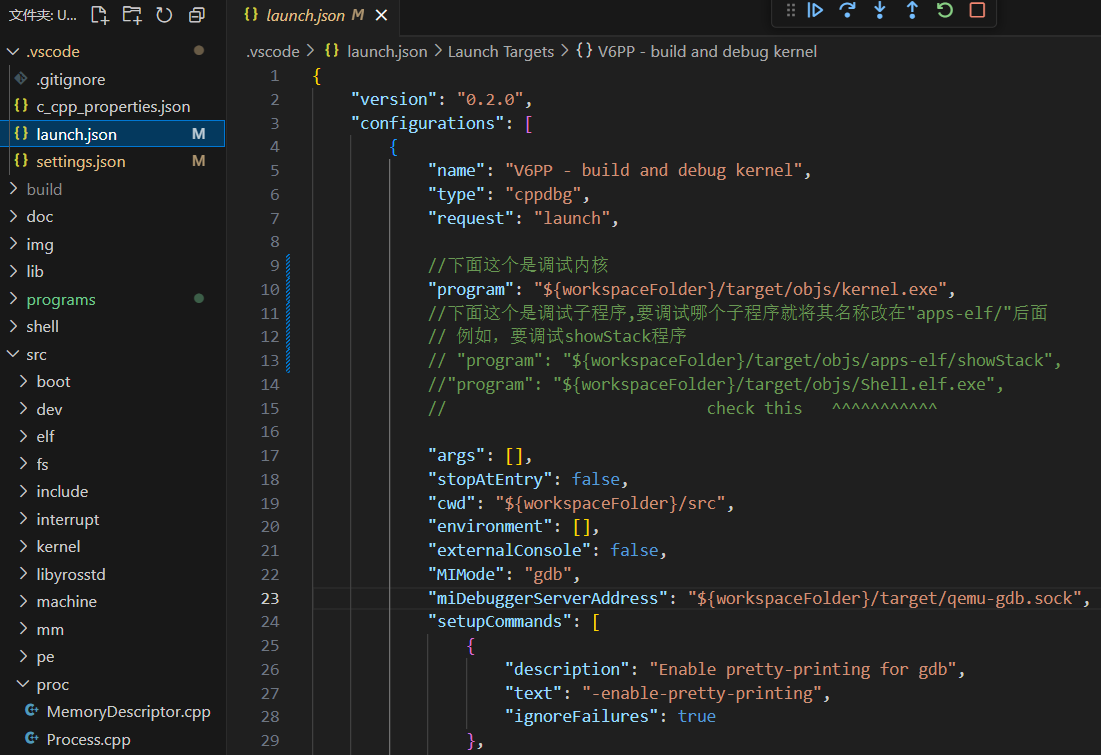 文件夹: U...
.vscode
.gitignore
c_cpp_properties.json
launch.json M
settings.json M
build
doc
img
lib
programs
shell
src
boot
dev
elf
fs
include
interrupt
kernel
libyrosstd
machine
mm
pe
proc
MemoryDescriptor.cpp
Process.cpp
{} launch.json M
.vscode > {} launch.json > Launch Targets > {} V6PP - build and debug kernel
1 {
2 "version": "0.2.0",
3 "configurations": [
4 {
5 "name": "V6PP - build and debug kernel",
6 "type": "cppdbg",
7 "request": "launch",
8
9 //下面这个是调试内核
10 "program": "${workspaceFolder}/target/objs/kernel.exe",
11 //下面这个是调试子程序,要调试哪个子程序就将其名称改在"apps-elf/"后面
12 // 例如，要调试showStack程序
13 // "program": "${workspaceFolder}/target/objs/apps-elf/showStack",
14 //"program": "${workspaceFolder}/target/objs/Shell.elf.exe",
15 // check this ^^^^^^^^^^^
16
17 "args": [],
18 "stopAtEntry": false,
19 "cwd": "${workspaceFolder}/src",
20 "environment": [],
21 "externalConsole": false,
22 "MIMode": "gdb",
23 "miDebuggerServerAddress": "${workspaceFolder}/target/qemu-gdb.sock",
24 "setupCommands": [
25 {
26 "description": "Enable pretty-printing for gdb",
27 "text": "-enable-pretty-printing",
28 "ignoreFailures": true
29 },